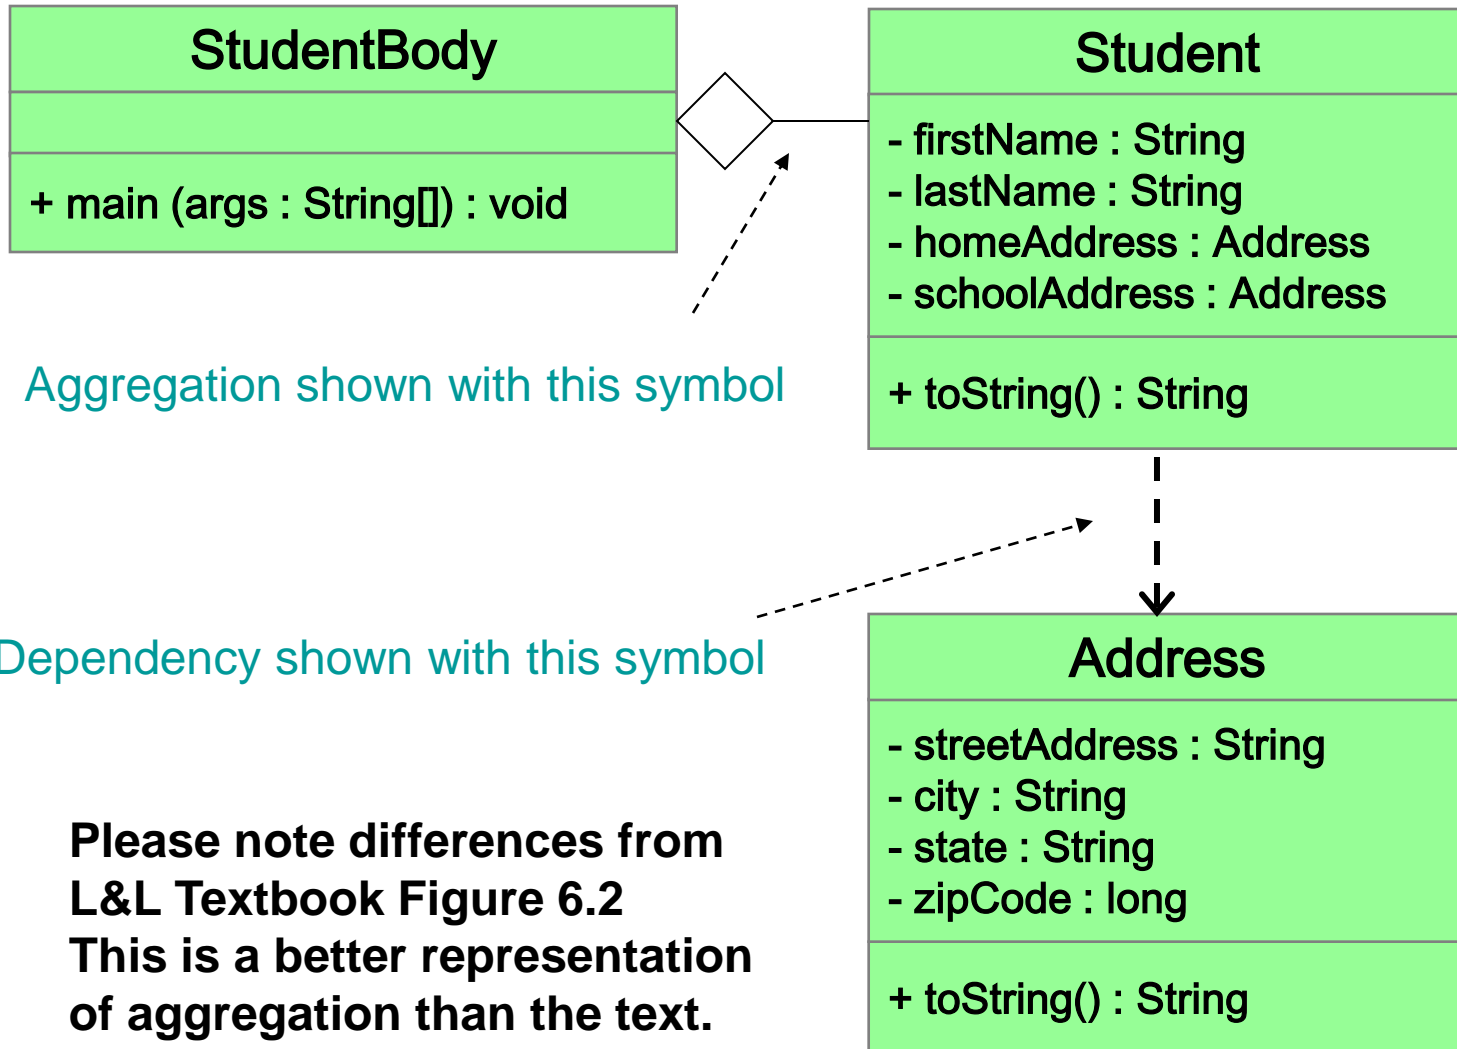 StudentBody
+ main (args : String[]) : void
Student
- firstName : String
- lastName : String
- homeAddress : Address
- schoolAddress : Address
+ toString() : String
Aggregation shown with this symbol
Dependency shown with this symbol
Address
- streetAddress : String
- city : String
- state : String
- zipCode : long
+ toString() : String
Please note differences from
L&L Textbook Figure 6.2
This is a better representation
of aggregation than the text.